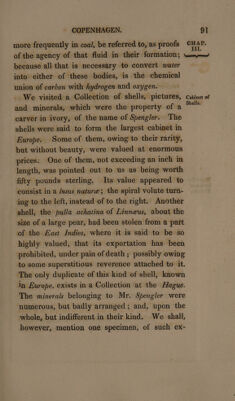 COPENHAGEN. 91
more frequently in coal, be referred to, as proofs
CHAP. III.
of the agency of that fluid in their formation;
because all that is necessary to convert water
into either of these bodies, is the chemical
union of carbon with hydrogen and oxygen.
We visited a Collection of shells, pictures,
Cabinet of Shells.
and minerals, which were the property of a
carver in ivory, of the name of Spengler. The
shells were said to form the largest cabinet in
Europe. Some of them, owing to their rarity,
but without beauty, were valued at enormous
prices. One of them, not exceeding an inch in
length, was pointed out to us as being worth
fifty pounds sterling. Its value appeared to
consist in a lusus naturæ; the spiral volute turn-
ing to the left, instead of to the right. Another
shell, the pulla achatina of Linnæus, about the
size of a large pear, had been stolen from a part
of the East Indies, where it is said to be so
highly valued, that its exportation has been
prohibited, under pain of death; possibly owing
to some superstitious reverence attached to it.
The only duplicate of this kind of shell, known
in Europe, exists in a Collection at the Hague.
The minerals belonging to Mr. Spengler were
numerous, but badly arranged; and, upon the
whole, but indifferent in their kind. We shall,
however, mention one specimen, of such ex-